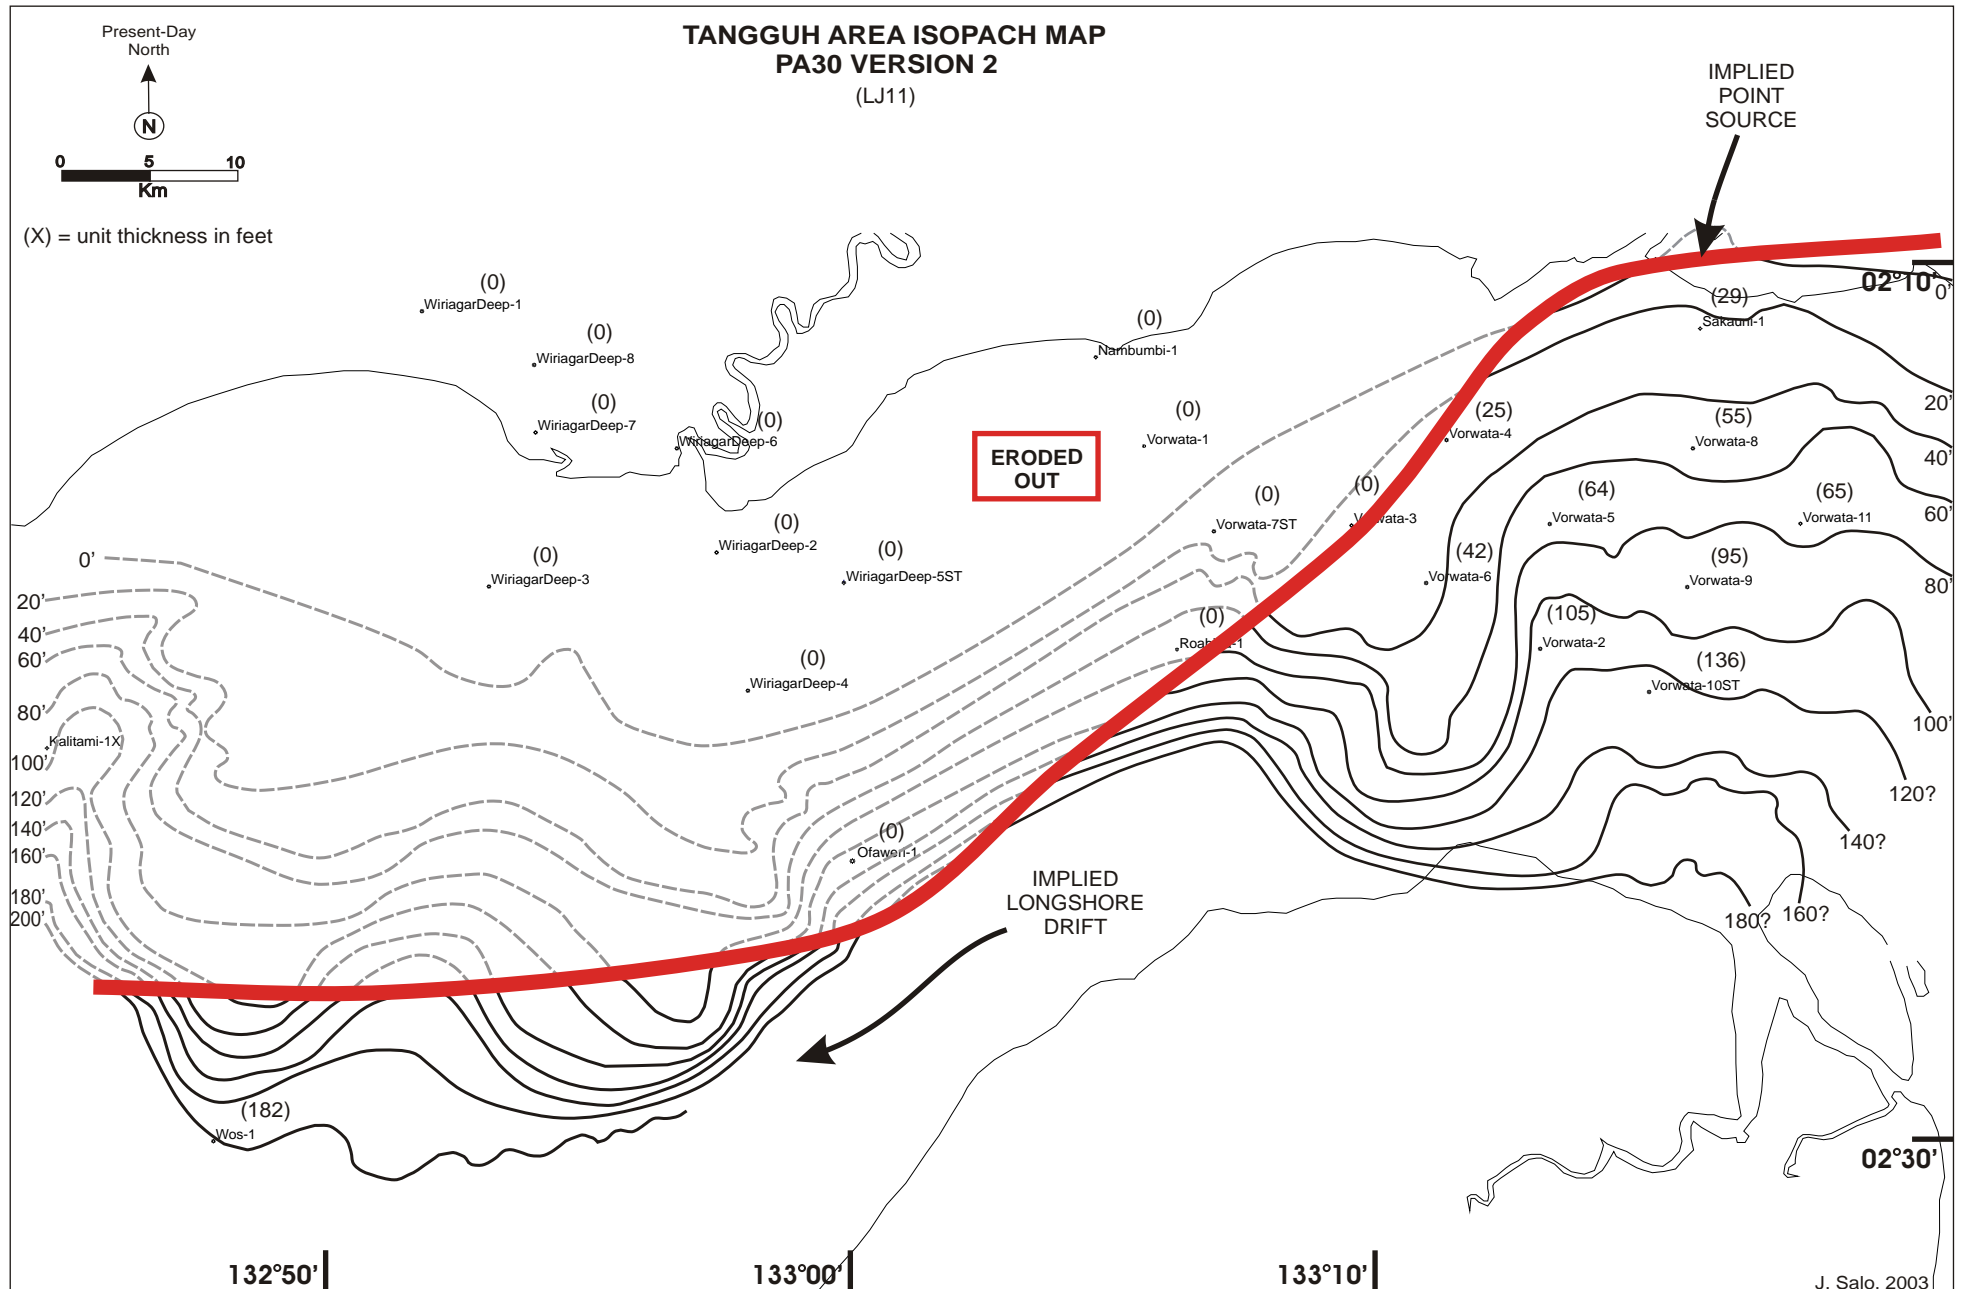 Present-Day
North
N
0 5 10
Km
(X) = unit thickness in feet
TANGGUH AREA ISOPACH MAP
PA30 VERSION 2
(LJ11)
IMPLIED
POINT
SOURCE
02°10'
0'
(0)
WiriagarDeep-1
(0)
WiriagarDeep-8
(0)
WiriagarDeep-7
(0)
WiriagarDeep-6
(0)
Nambumbi-1
(29)
Sakauni-1
(0)
Vorwata-1
(25)
Vorwata-4
(55)
Vorwata-8
20'
40'
60'
80'
100'
120?
140?
160?
180?
ERODED
OUT
(0)
Vorwata-7ST
(0)
Vorwata-3
(64)
Vorwata-5
(65)
Vorwata-11
(0)
WiriagarDeep-2
(0)
WiriagarDeep-3
(0)
WiriagarDeep-5ST
(42)
Vorwata-6
(95)
Vorwata-9
(0)
(105)
Vorwata-2
(0)
WiriagarDeep-4
(136)
Vorwata-10ST
0'
20'
40'
60'
80'
Kalitami-1X
100'
120'
140'
160'
180'
200'
(0)
Ofaweri-1
IMPLIED
LONGSHORE
DRIFT
(182)
Wos-1
02°30'
132°50'
133°00'
133°10'
J. Salo, 2003